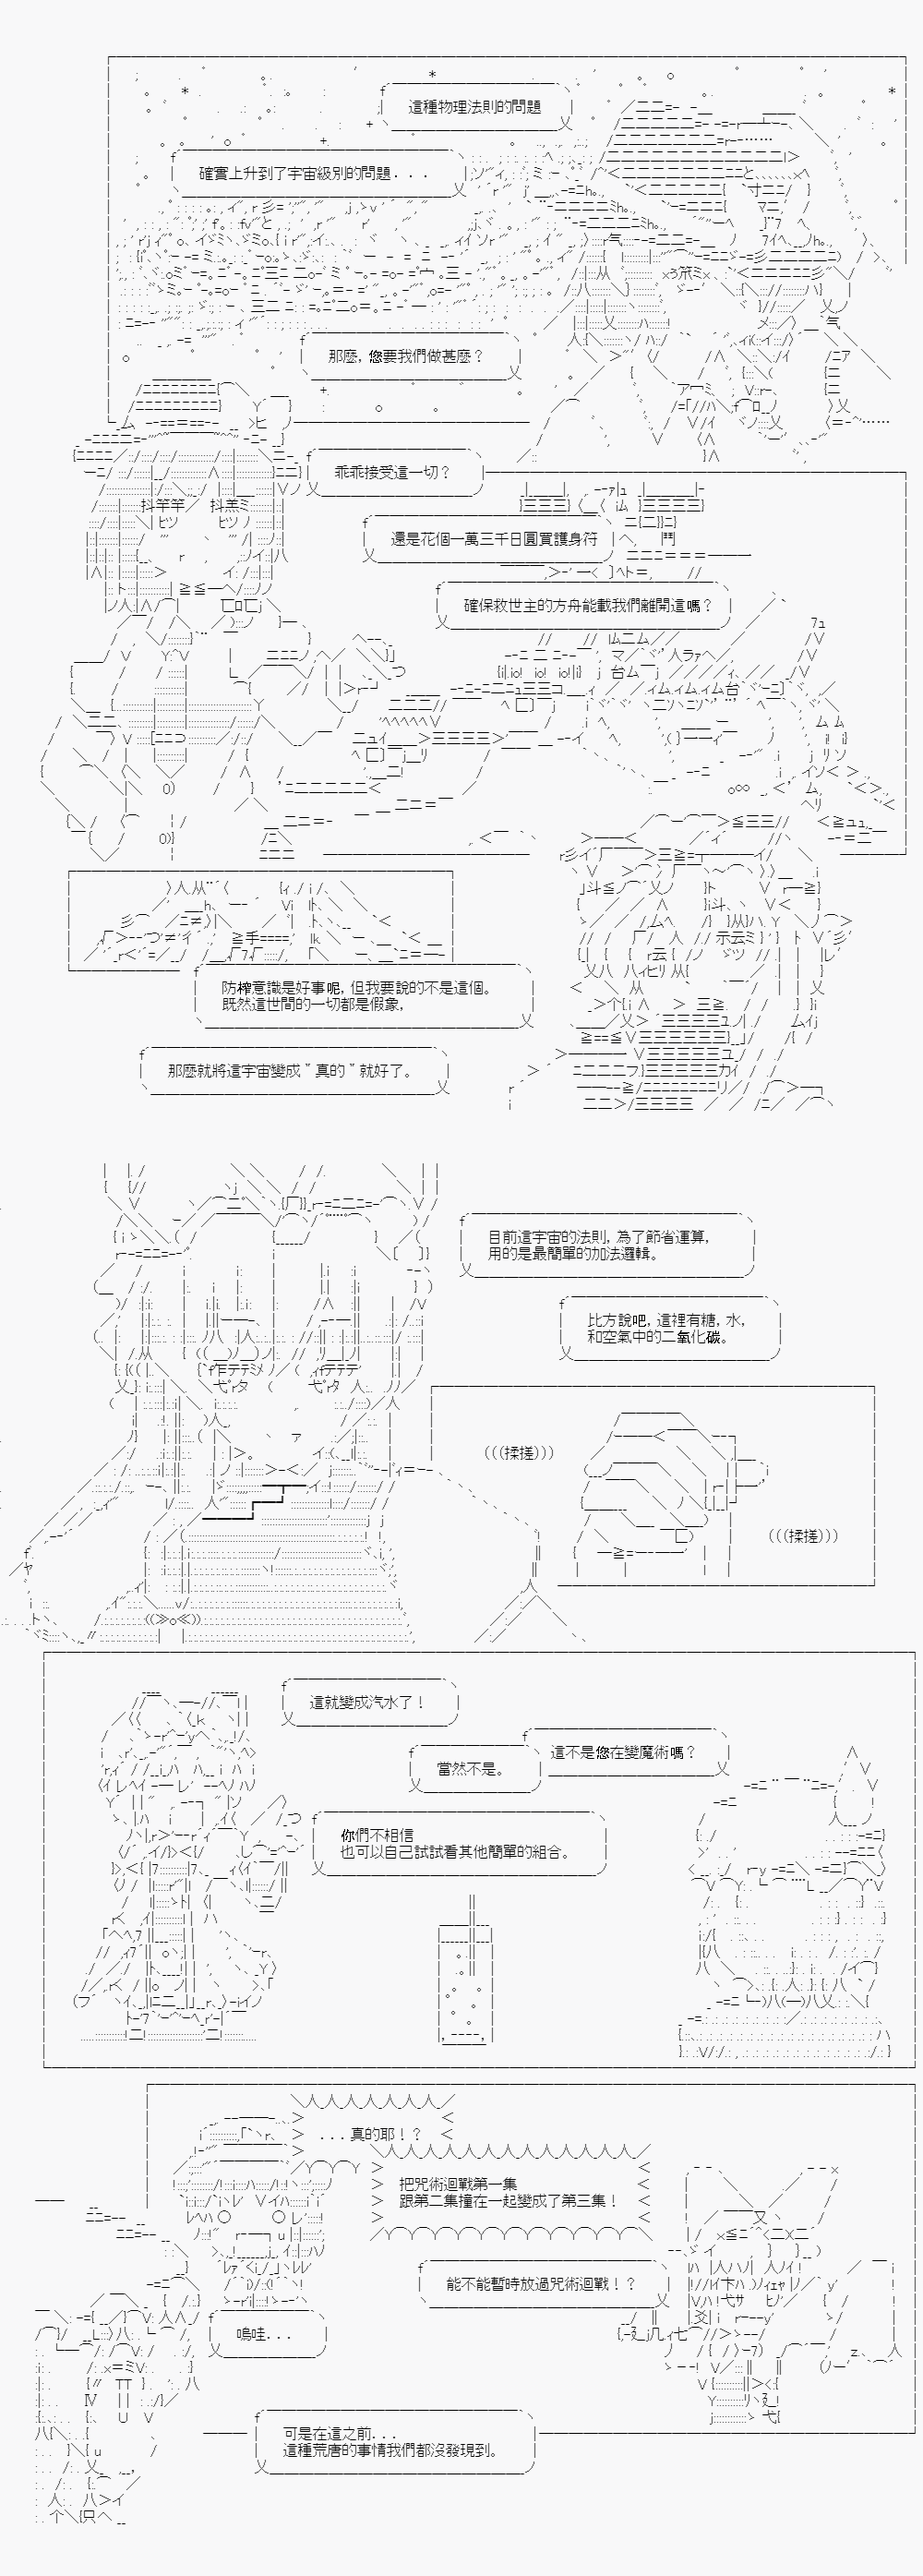 這種物理法則的問題
確實上升到了宇宙級別的問題...
那麼，您要我們做甚麼？
乖乖接受這一切？
還是花個一萬三千日圓買護身符
確保救世主的方舟能載我們離開這嗎？
防榨意識是好事呢，但我要說的不是這個。
既然這世間的一切都是假象，
那麼就將這宇宙變成"真的"就好了。
目前這宇宙的法則，為了節省運算，
用的是最簡單的加法邏輯。
比方說吧，這裡有糖，水，
和空氣中的二氧化碳。
(((揉搓)))
(((揉搓)))
這就變成汽水了！
這不是您在變魔術嗎？
當然不是。
你們不相信
也可以自己試試看其他簡單的組合。
...真的耶！？
把咒術迴戰第一集
跟第二集撞在一起變成了第三集！
能不能暫時放過咒術迴戰！？
嗚哇...
可是在這之前...
這種荒唐的事情我們都沒發現到。